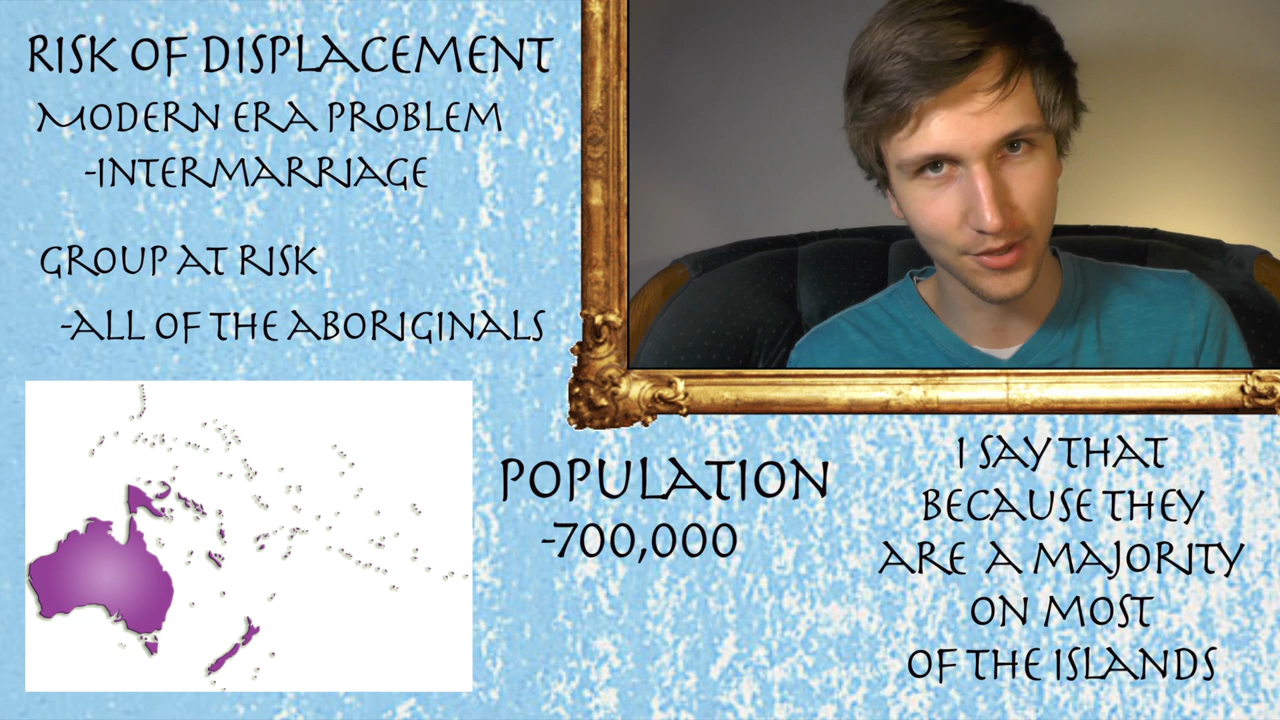 RISK OF DISPLACEMENT
MODERN ERA PROBLEM
-INTERMARRIAGE
GROUP AT RISK
-ALL OF THE ABORIGINALS
POPULATION
-700,000
I SAY THAT
BECAUSE THEY
ARE A MAJORITY
ON MOST
OF THE ISLANDS